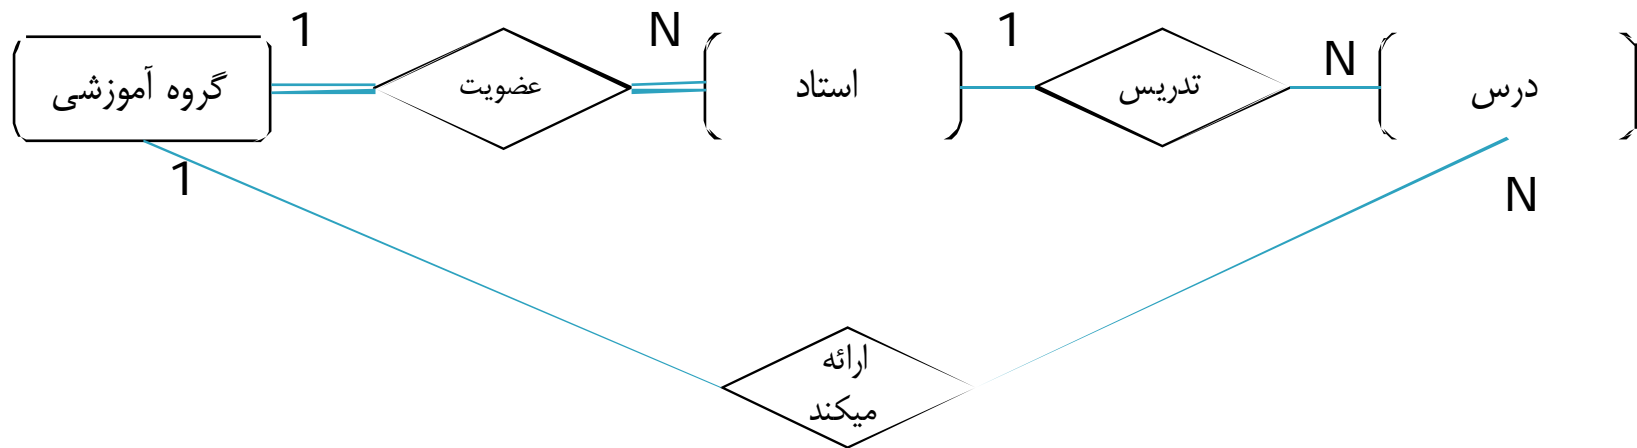 1
N
1
N
گروه آموزشی
عضویت
استاد
تدریس
درس
1
N
ارائه
میکند